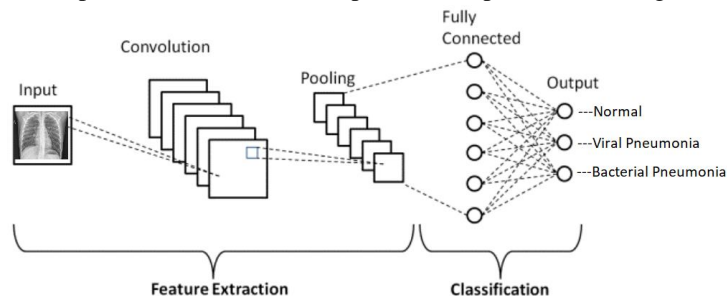 Fully
Connected
Convolution
Pooling
Output
Input
---Normal
---Viral Pneumonia
---Bacterial Pneumonia
Feature Extraction
Classification